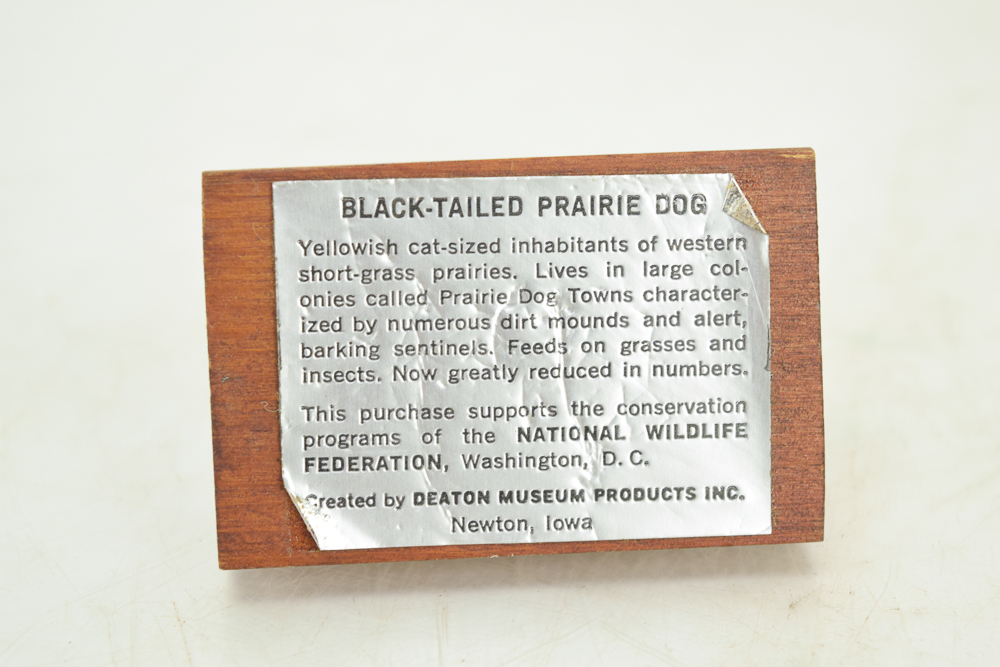 BLACK-TAILED PRAIRIE DOG
Yellowish cat-sized inhabitants of western
short-grass prairies. Lives in large col-
onies called Prairie Dog Towns character-
ized by numerous dirt mounds and alert,
barking sentinels. Feeds on grasses and
insects. Now greatly reduced in numbers.
This purchase supports the conservation
programs of the NATIONAL WILDLIFE
FEDERATION, Washington, D. C.
Created by DEATON MUSEUM PRODUCTS INC.
Newton, Iowa